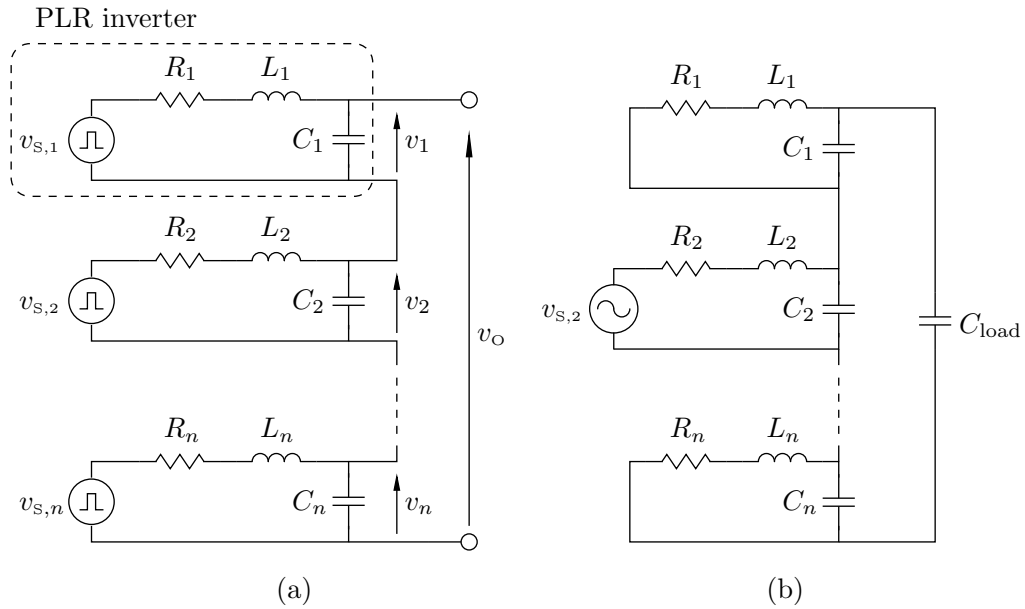 PLR inverter
R1 L1
vS,1 C1 v1
R2 L2
vS,2 C2 v2
vO
Rn Ln
vS,n Cn vn
(a)
R1 L1
C1
R2 L2
vS,2 C2
Cload
Rn Ln
Cn
(b)